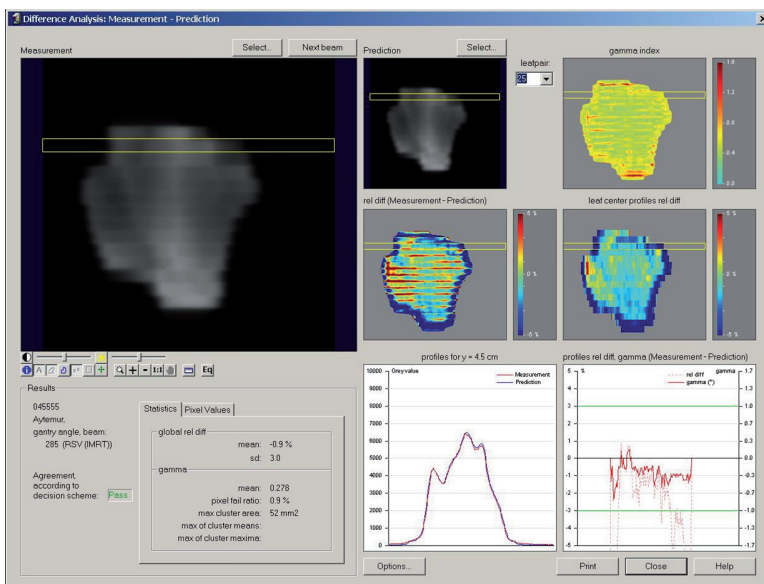 Difference Analysis: Measurement - Prediction
Measurement
Select...
Next beam
Prediction
Select...
leafpair:
25
gamma index
1.6
1.2
0.8
0.4
0.0
rel diff (Measurement - Prediction)
5 %
0 %
-5 %
leaf center profiles rel diff
5 %
0 %
-5 %
1:1
Eq
profiles for y = 4.5 cm
10000
Greyvalue
Measurement
Prediction
9000
8000
7000
6000
5000
4000
3000
2000
1000
0
profiles rel diff, gamma (Measurement - Prediction)
5
%
gamma
1.7
rel diff
gamma (*)
4
1.3
3
1.0
2
0.7
1
0.3
0
0.0
-1
-0.3
-2
-0.7
-3
-1.0
-4
-1.3
-5
-1.7
Results
045555
Aytemur,
gantry angle, beam:
285 (RSV (IMRT))
Agreement,
according to
decision scheme:
Pass
Statistics
Pixel Values
global rel diff
mean: -0.9 %
sd: 3.0
gamma
mean: 0.278
pixel fail ratio: 0.9 %
max cluster area: 52 mm2
max of cluster means:
max of cluster maxima:
Options...
Print
Close
Help